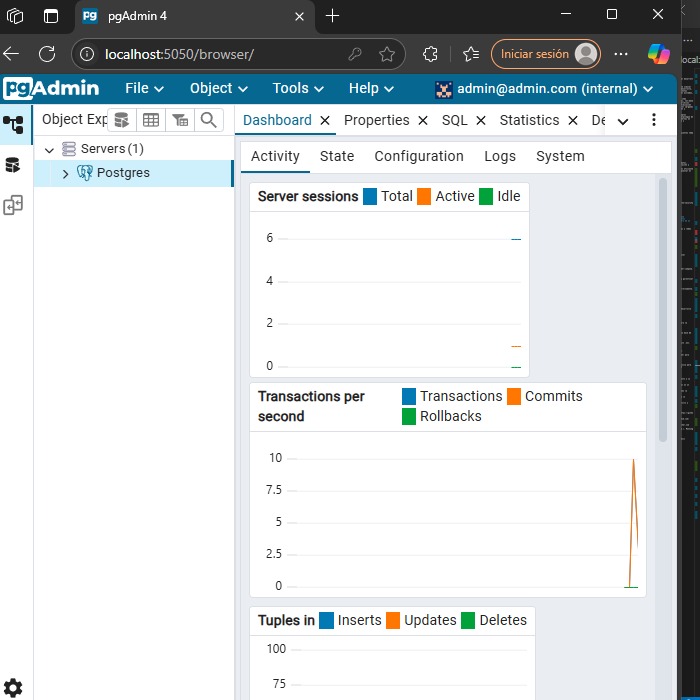 pgAdmin 4
localhost:5050/browser/
Iniciar sesión
pgAdmin File Object Tools Help admin@admin.com (internal)
Object Exp
Dashboard Properties SQL Statistics De
Servers (1)
Postgres
Activity State Configuration Logs System
Server sessions Total Active Idle
6
4
2
0
Transactions per second Transactions Commits Rollbacks
10
7.5
5
2.5
0
Tuples in Inserts Updates Deletes
100
75